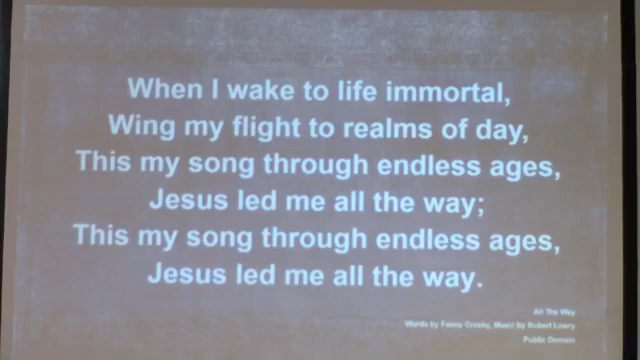 When I wake to life immortal,
Wing my flight to realms of day,
This my song through endless ages,
Jesus led me all the way;
This my song through endless ages,
Jesus led me all the way.
All The Way
Words by Fanny Crosby, Music by Robert Lowry
Public Domain